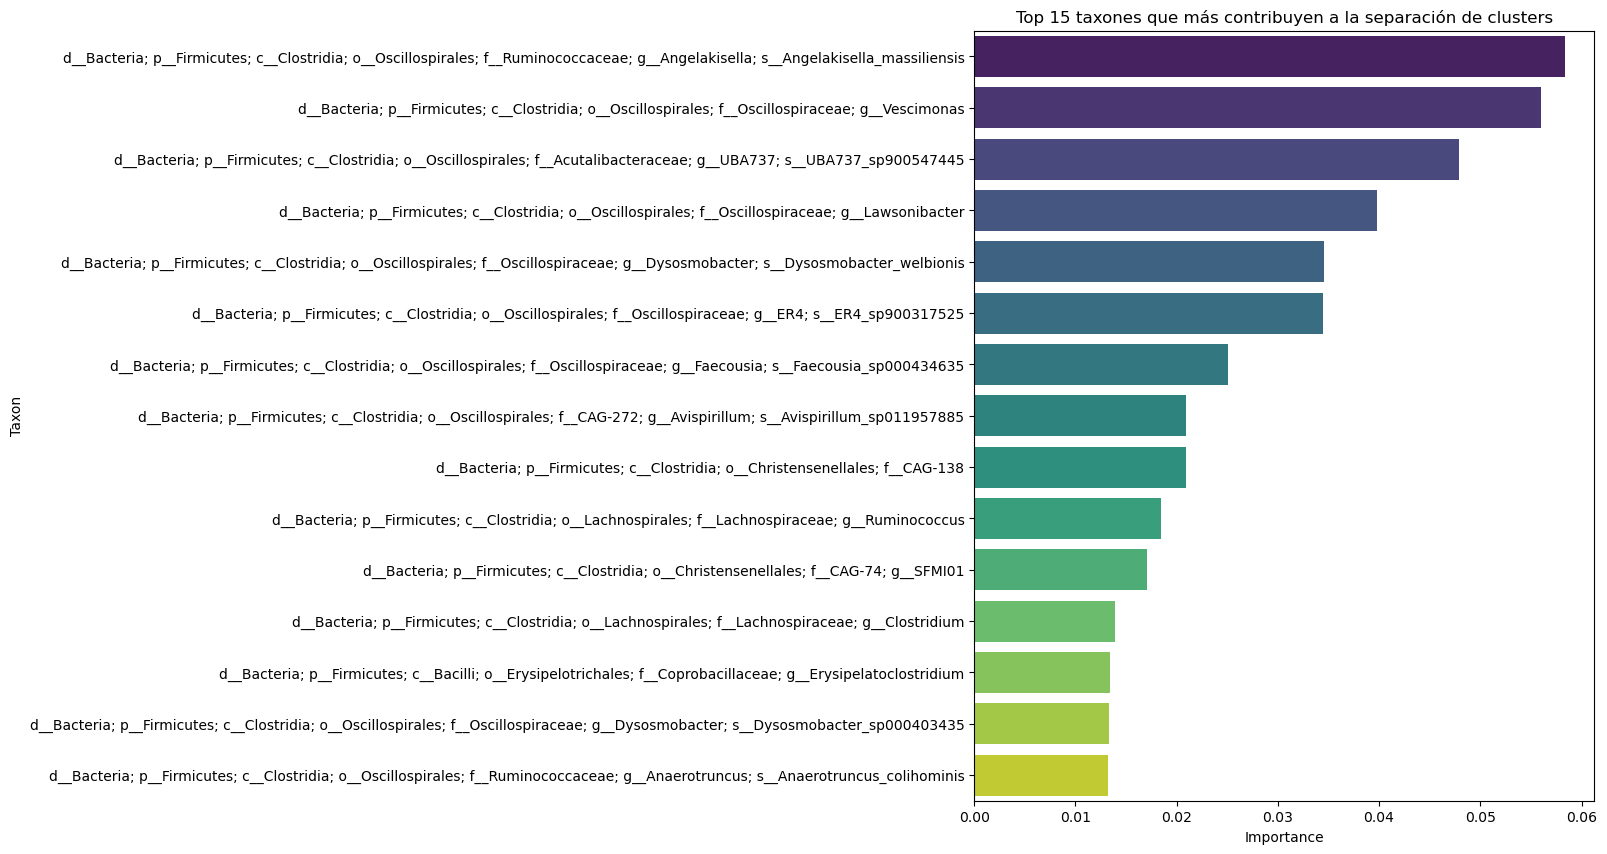 Top 15 taxones que más contribuyen a la separación de clusters
d__Bacteria; p__Firmicutes; c__Clostridia; o__Oscillospirales; f__Ruminococcaceae; g__Angelakisella; s__Angelakisella_massiliensis
d__Bacteria; p__Firmicutes; c__Clostridia; o__Oscillospirales; f__Oscillospiraceae; g__Vescimonas
d__Bacteria; p__Firmicutes; c__Clostridia; o__Oscillospirales; f__Acutalibacteraceae; g__UBA737; s__UBA737_sp900547445
d__Bacteria; p__Firmicutes; c__Clostridia; o__Oscillospirales; f__Oscillospiraceae; g__Lawsonibacter
d__Bacteria; p__Firmicutes; c__Clostridia; o__Oscillospirales; f__Oscillospiraceae; g__Dysosmobacter; s__Dysosmobacter_welbionis
d__Bacteria; p__Firmicutes; c__Clostridia; o__Oscillospirales; f__Oscillospiraceae; g__ER4; s__ER4_sp900317525
d__Bacteria; p__Firmicutes; c__Clostridia; o__Oscillospirales; f__Oscillospiraceae; g__Faecousia; s__Faecousia_sp000434635
d__Bacteria; p__Firmicutes; c__Clostridia; o__Oscillospirales; f__CAG-272; g__Avispirillum; s__Avispirillum_sp011957885
d__Bacteria; p__Firmicutes; c__Clostridia; o__Christensenellales; f__CAG-138
d__Bacteria; p__Firmicutes; c__Clostridia; o__Lachnospirales; f__Lachnospiraceae; g__Ruminococcus
d__Bacteria; p__Firmicutes; c__Clostridia; o__Christensenellales; f__CAG-74; g__SFMI01
d__Bacteria; p__Firmicutes; c__Clostridia; o__Lachnospirales; f__Lachnospiraceae; g__Clostridium
d__Bacteria; p__Firmicutes; c__Bacilli; o__Erysipelotrichales; f__Coprobacillaceae; g__Erysipelatoclostridium
d__Bacteria; p__Firmicutes; c__Clostridia; o__Oscillospirales; f__Oscillospiraceae; g__Dysosmobacter; s__Dysosmobacter_sp000403435
d__Bacteria; p__Firmicutes; c__Clostridia; o__Oscillospirales; f__Ruminococcaceae; g__Anaerotruncus; s__Anaerotruncus_colihominis
Taxon
0.00 0.01 0.02 0.03 0.04 0.05 0.06
Importance